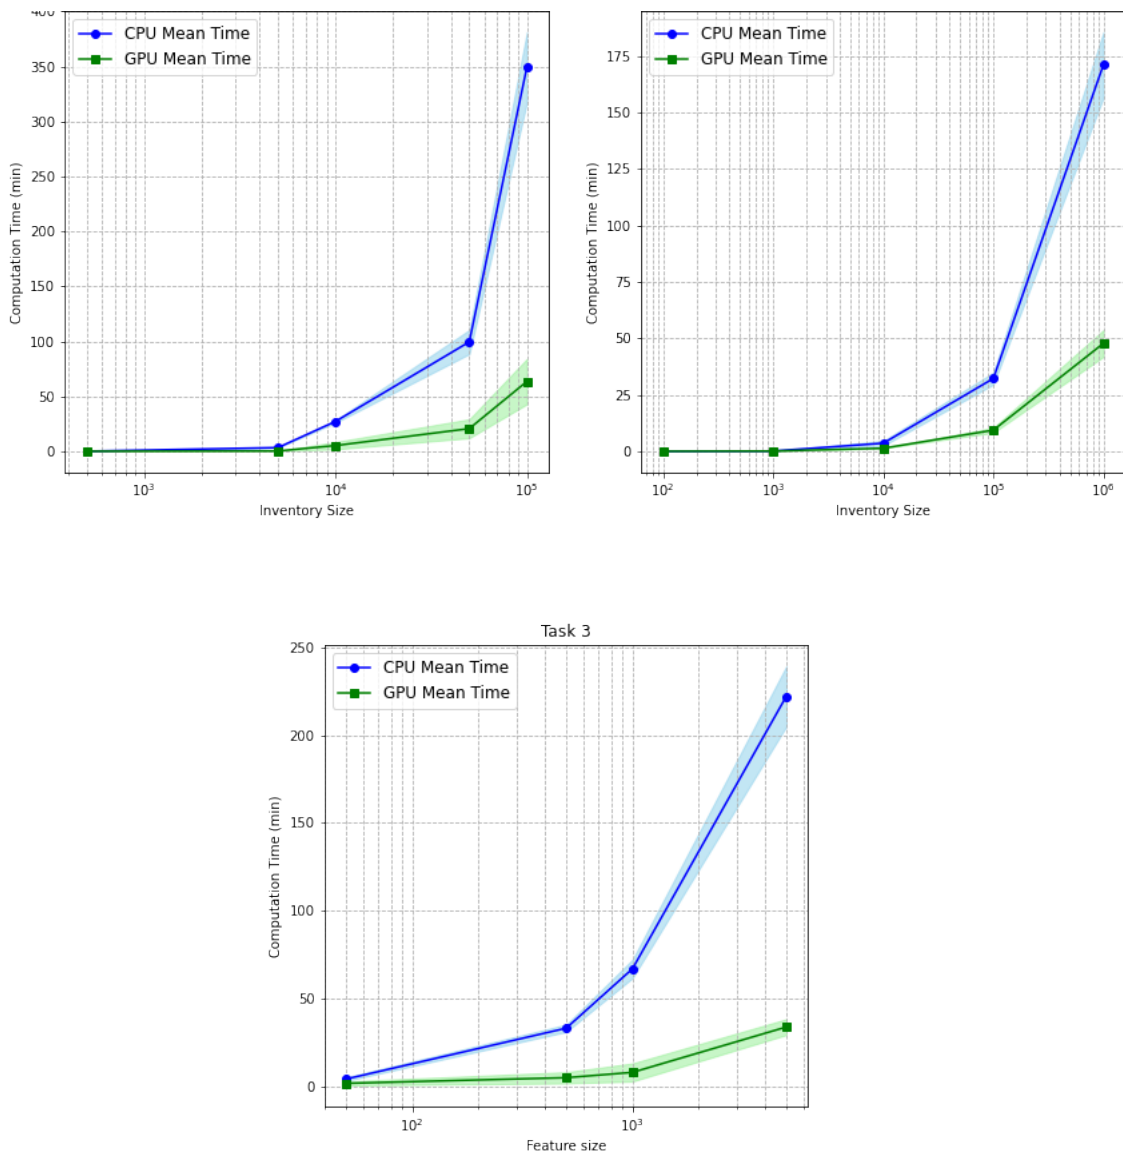 400
CPU Mean Time
GPU Mean Time
350
300
250
200
150
100
50
0
Computation Time (min)
10³
10⁴
10⁵
Inventory Size
CPU Mean Time
GPU Mean Time
175
150
125
100
75
50
25
0
Computation Time (min)
10²
10³
10⁴
10⁵
10⁶
Inventory Size
Task 3
CPU Mean Time
GPU Mean Time
250
200
150
100
50
0
Computation Time (min)
10²
10³
Feature size